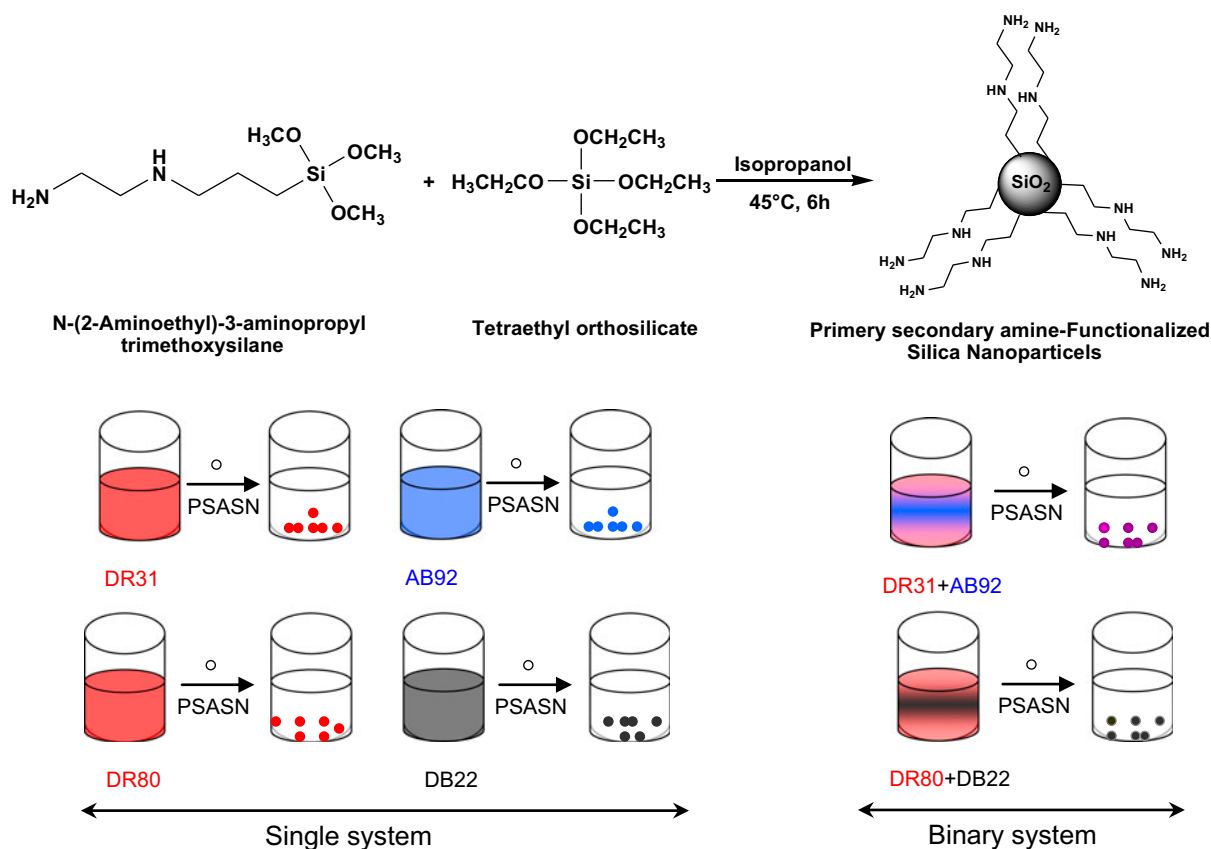 NH₂
NH₂
HN
HN
H₃CO
OCH₃
Si
OCH₃
H
N
H₂N
+
OCH₂CH₃
H₃CH₂CO
Si
OCH₂CH₃
OCH₂CH₃
Isopropanol
45°C, 6h
SiO₂
NH
NH
NH
NH
H₂N
H₂N
NH₂
NH₂
N-(2-Aminoethyl)-3-aminopropyl
trimethoxysilane
Tetraethyl orthosilicate
Primery secondary amine-Functionalized
Silica Nanoparticels
PSASN
DR31
PSASN
AB92
PSASN
DR31+AB92
PSASN
DR80
PSASN
DB22
PSASN
DR80+DB22
Single system
Binary system